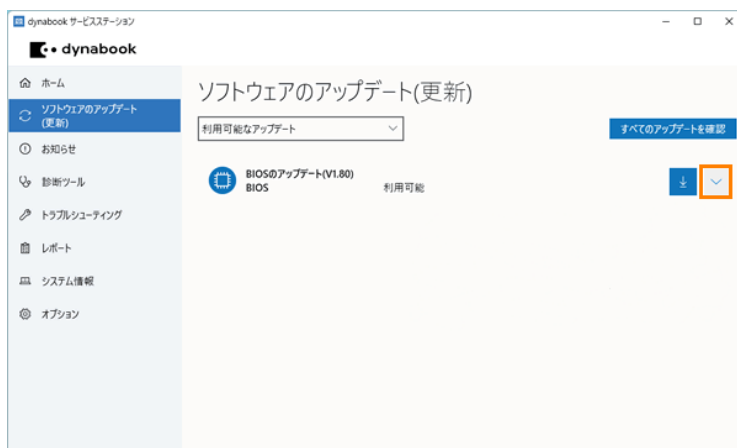 dynabook サービスステーション
dynabook
ホーム
ソフトウェアのアップデート
(更新)
お知らせ
診断ツール
トラブルシューティング
レポート
システム情報
オプション
ソフトウェアのアップデート(更新)
利用可能なアップデート
すべてのアップデートを確認
BIOSのアップデート(V1.80)
BIOS 利用可能